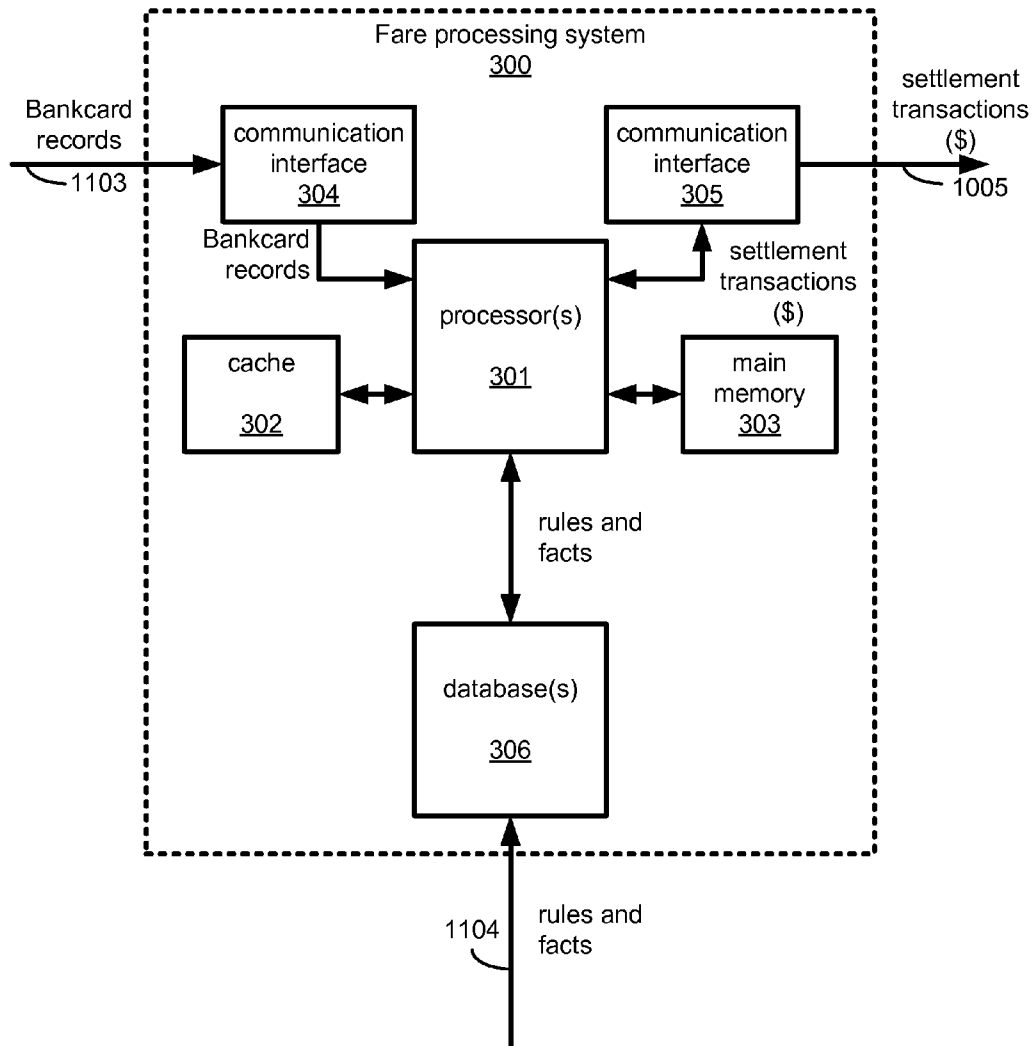 Fare processing system
300
Bankcard
records
1103
communication
interface
304
communication
interface
305
settlement
transactions
($)
1005
Bankcard
records
settlement
transactions
($)
processor(s)
301
cache
302
main
memory
303
rules and
facts
database(s)
306
1104
rules and
facts